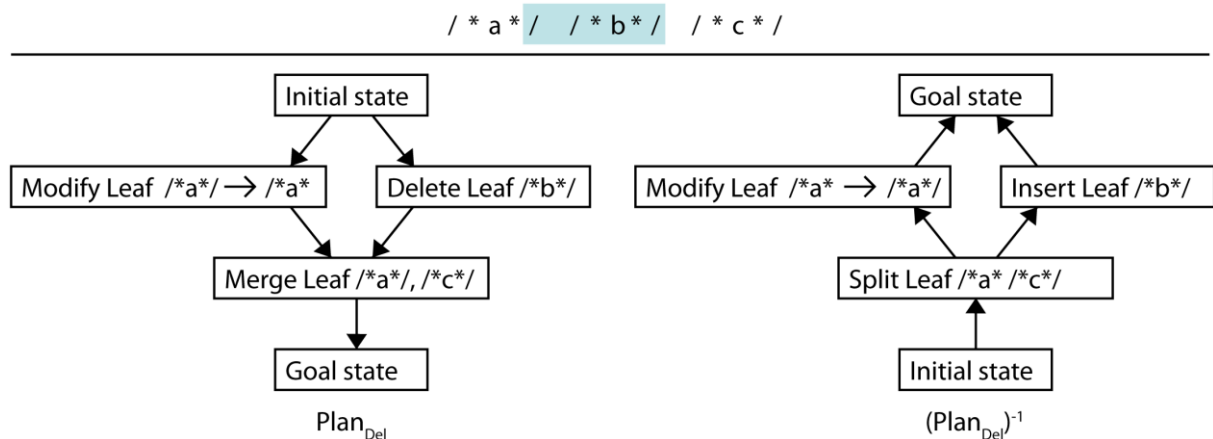 / * a * / / * b * / / * c * /
Initial state
Modify Leaf /*a*/ → /*a*
Delete Leaf /*b*/
Merge Leaf /*a*/, /*c*/
Goal state
Plan_Del
Goal state
Modify Leaf /*a* → /*a*/
Insert Leaf /*b*/
Split Leaf /*a* /*c*/
Initial state
(Plan_Del)^-1